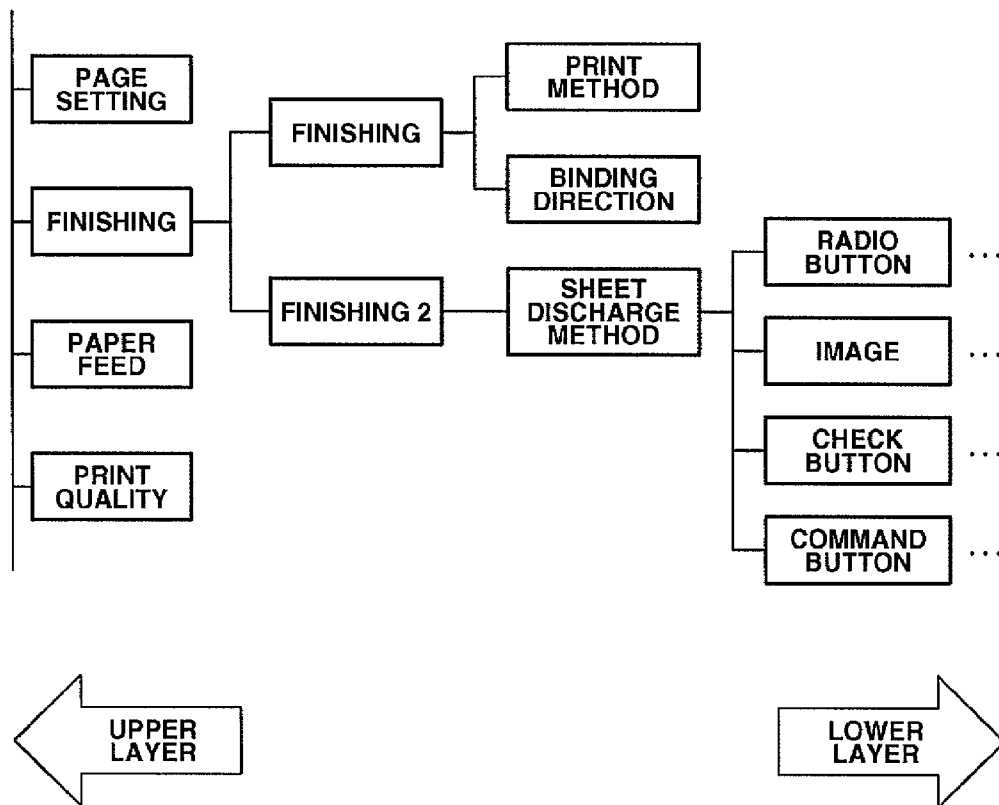 PAGE
SETTING
FINISHING
PAPER
FEED
PRINT
QUALITY
FINISHING
FINISHING 2
PRINT
METHOD
BINDING
DIRECTION
SHEET
DISCHARGE
METHOD
RADIO
BUTTON
...
IMAGE
...
CHECK
BUTTON
...
COMMAND
BUTTON
...
UPPER
LAYER
LOWER
LAYER